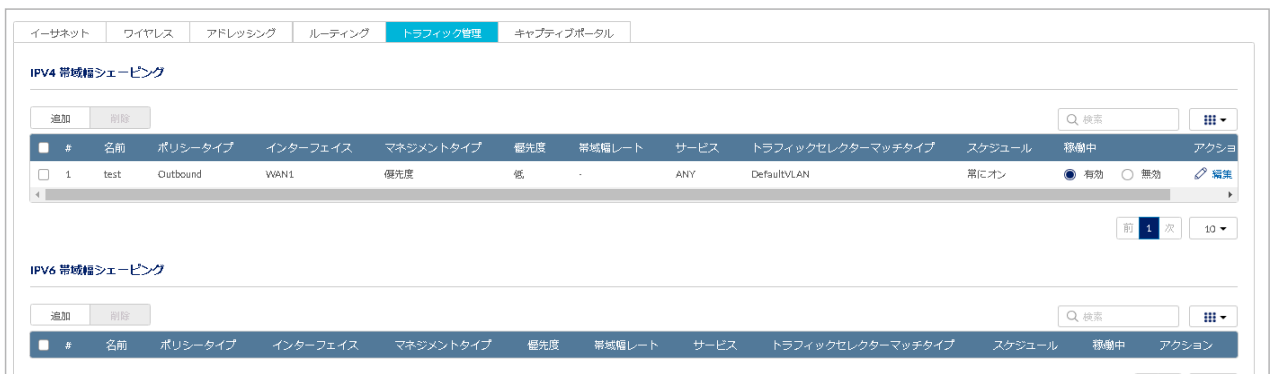 イーサネット ワイヤレス アドレッシング ルーティング トラフィック管理 キャプティブポータル
IPV4 帯域幅シェーピング
追加 削除 検索
# 名前 ポリシータイプ インターフェイス マネジメントタイプ 優先度 帯域幅レート サービス トラフィックセレクターマッチタイプ スケジュール 稼働中 アクショ
1 test Outbound WAN1 優先度 低 - ANY DefaultVLAN 常にオン 有効 無効 編集
前 1 次 10
IPV6 帯域幅シェーピング
追加 削除 検索
# 名前 ポリシータイプ インターフェイス マネジメントタイプ 優先度 帯域幅レート サービス トラフィックセレクターマッチタイプ スケジュール 稼働中 アクション